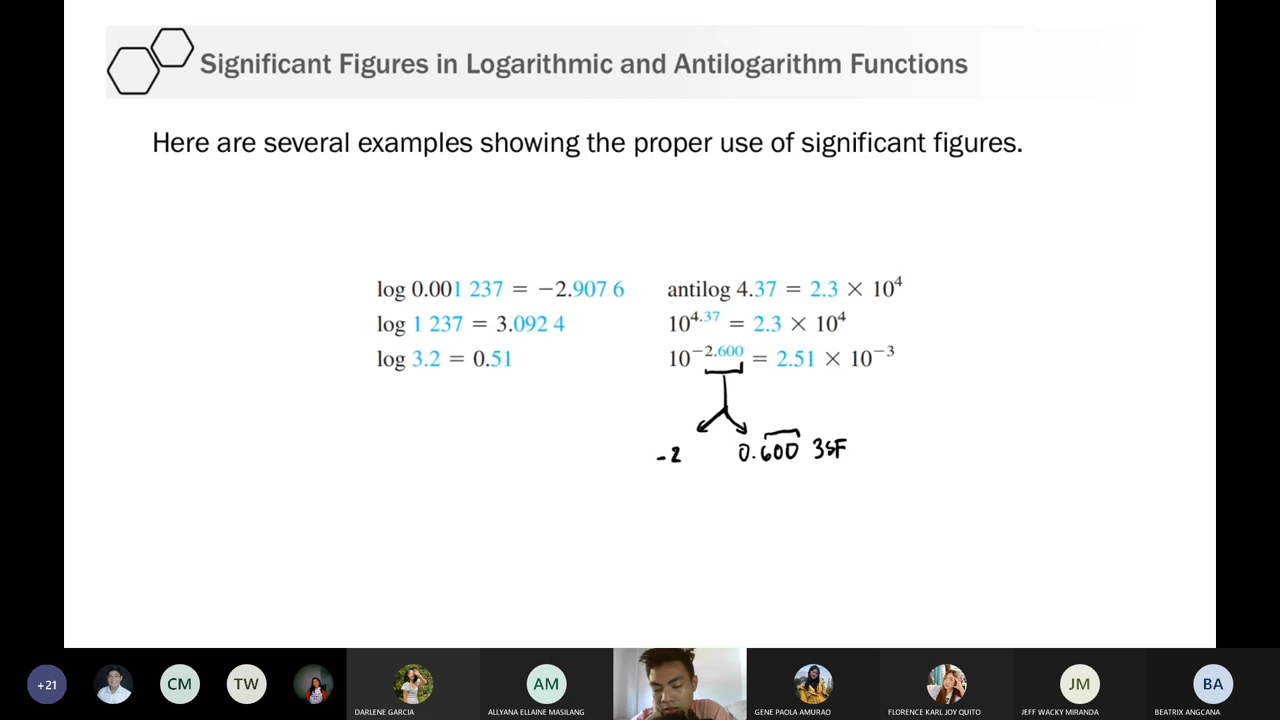 Significant Figures in Logarithmic and Antilogarithm Functions
Here are several examples showing the proper use of significant figures.
log 0.001 237 = −2.907 6
log 1 237 = 3.092 4
log 3.2 = 0.51
antilog 4.37 = 2.3 × 10⁴
10⁴·³⁷ = 2.3 × 10⁴
10⁻²·⁶⁰⁰ = 2.51 × 10⁻³
-2 0.600 3SF
+21 CM TW AM JM BA
DARLENE GARCIA ALLYANA ELLAINE MASILANG GENE PAOLA AMURAO FLORENCE KARL JOY QUITO JEFF WACKY MIRANDA BEATRIX ANGCANA